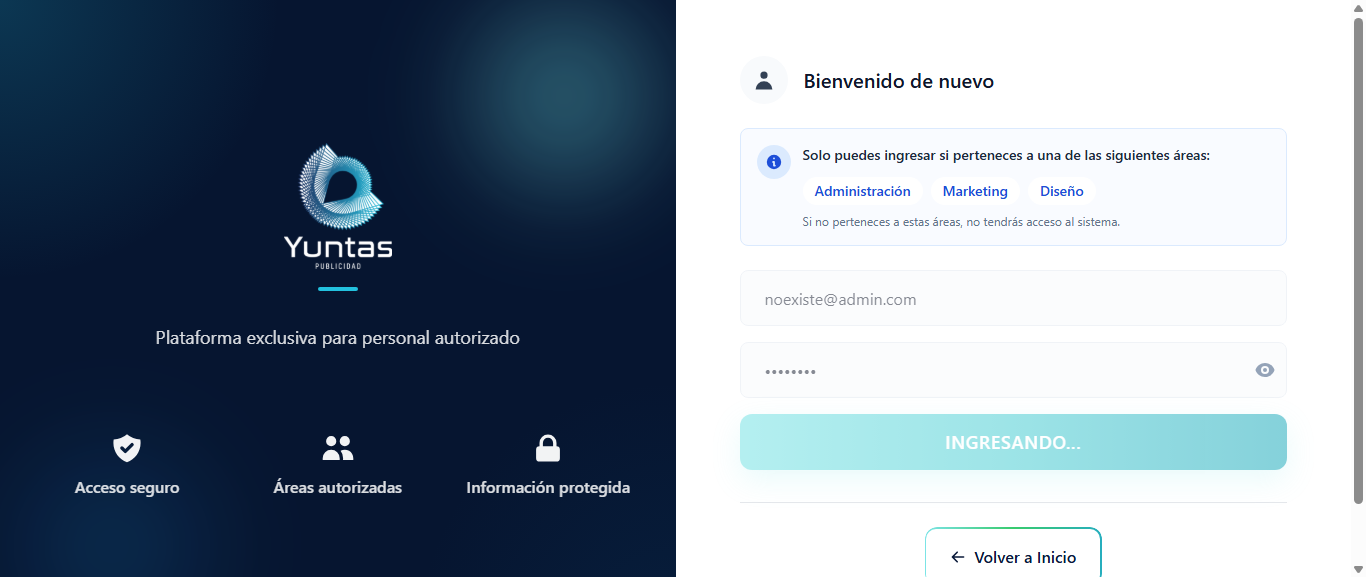 Yuntas
PUBLICIDAD
Plataforma exclusiva para personal autorizado
Acceso seguro
Áreas autorizadas
Información protegida
Bienvenido de nuevo
Solo puedes ingresar si perteneces a una de las siguientes áreas:
Administración Marketing Diseño
Si no perteneces a estas áreas, no tendrás acceso al sistema.
noexiste@admin.com
••••••••
INGRESANDO...
← Volver a Inicio